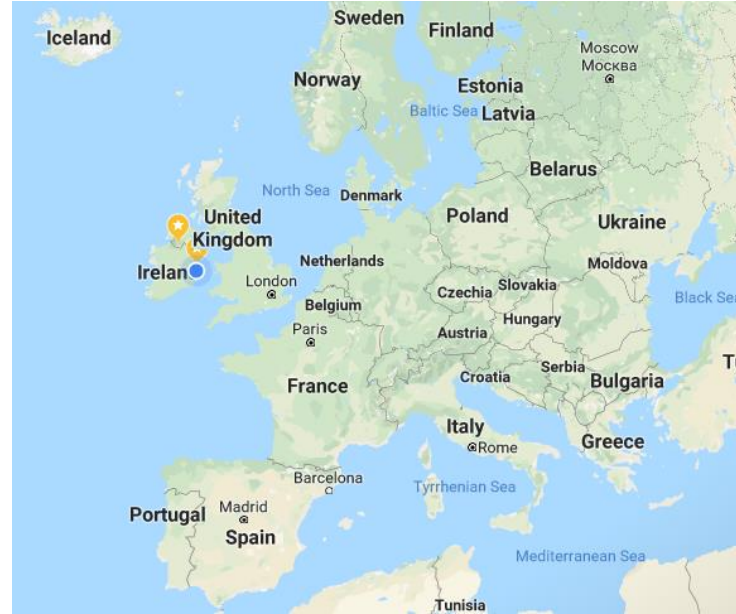 Sweden
Finland
Iceland
Moscow
Москва
Norway
Estonia
Baltic Sea
Latvia
Belarus
North Sea
Denmark
United
Kingdom
Poland
Ukraine
Netherlands
Moldova
Irelan
London
Czechia
Slovakia
Belgium
Black Sea
Paris
Hungary
Austria
France
Croatia
Serbia
Bulgaria
Italy
Rome
Greece
Barcelona
Tyrrhenian Sea
Portugal
Madrid
Spain
Mediterranean Sea
Tunisia